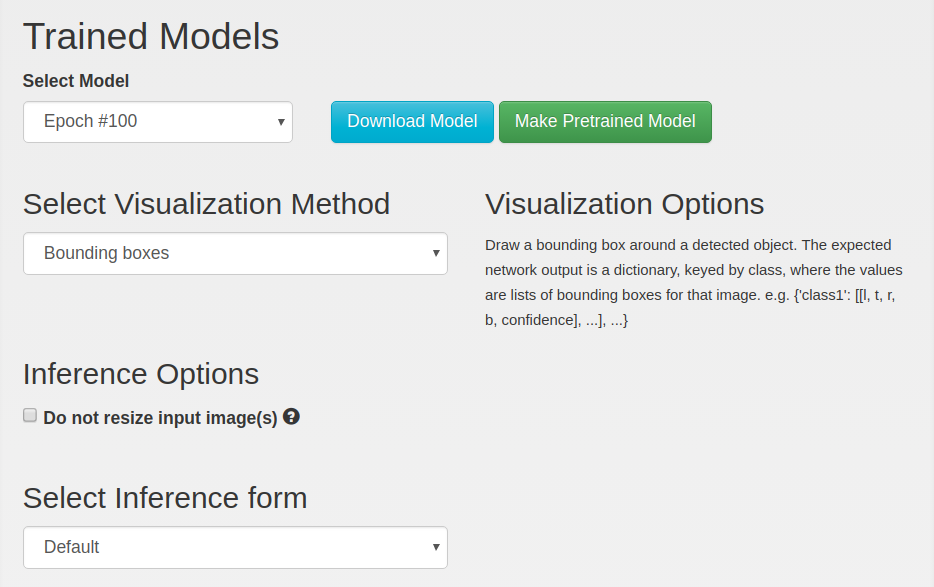 Trained Models
Select Model
Epoch #100
Download Model
Make Pretrained Model
Select Visualization Method
Bounding boxes
Visualization Options
Draw a bounding box around a detected object. The expected
network output is a dictionary, keyed by class, where the values
are lists of bounding boxes for that image. e.g. {'class1': [[l, t, r,
b, confidence], ...], ...}
Inference Options
Do not resize input image(s) ?
Select Inference form
Default